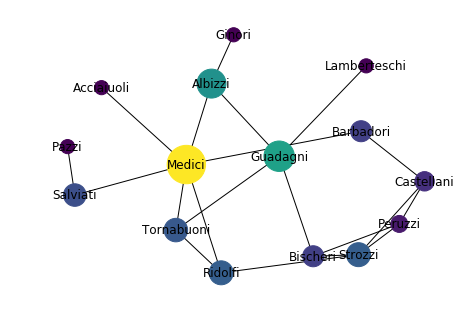 Ginori
Lamberteschi
Albizzi
Acciaiuoli
Barbadori
Pazzi
Guadagni
Medici
Castellani
Salviati
Peruzzi
Tornabuoni
Strozzi
Bischeri
Ridolfi